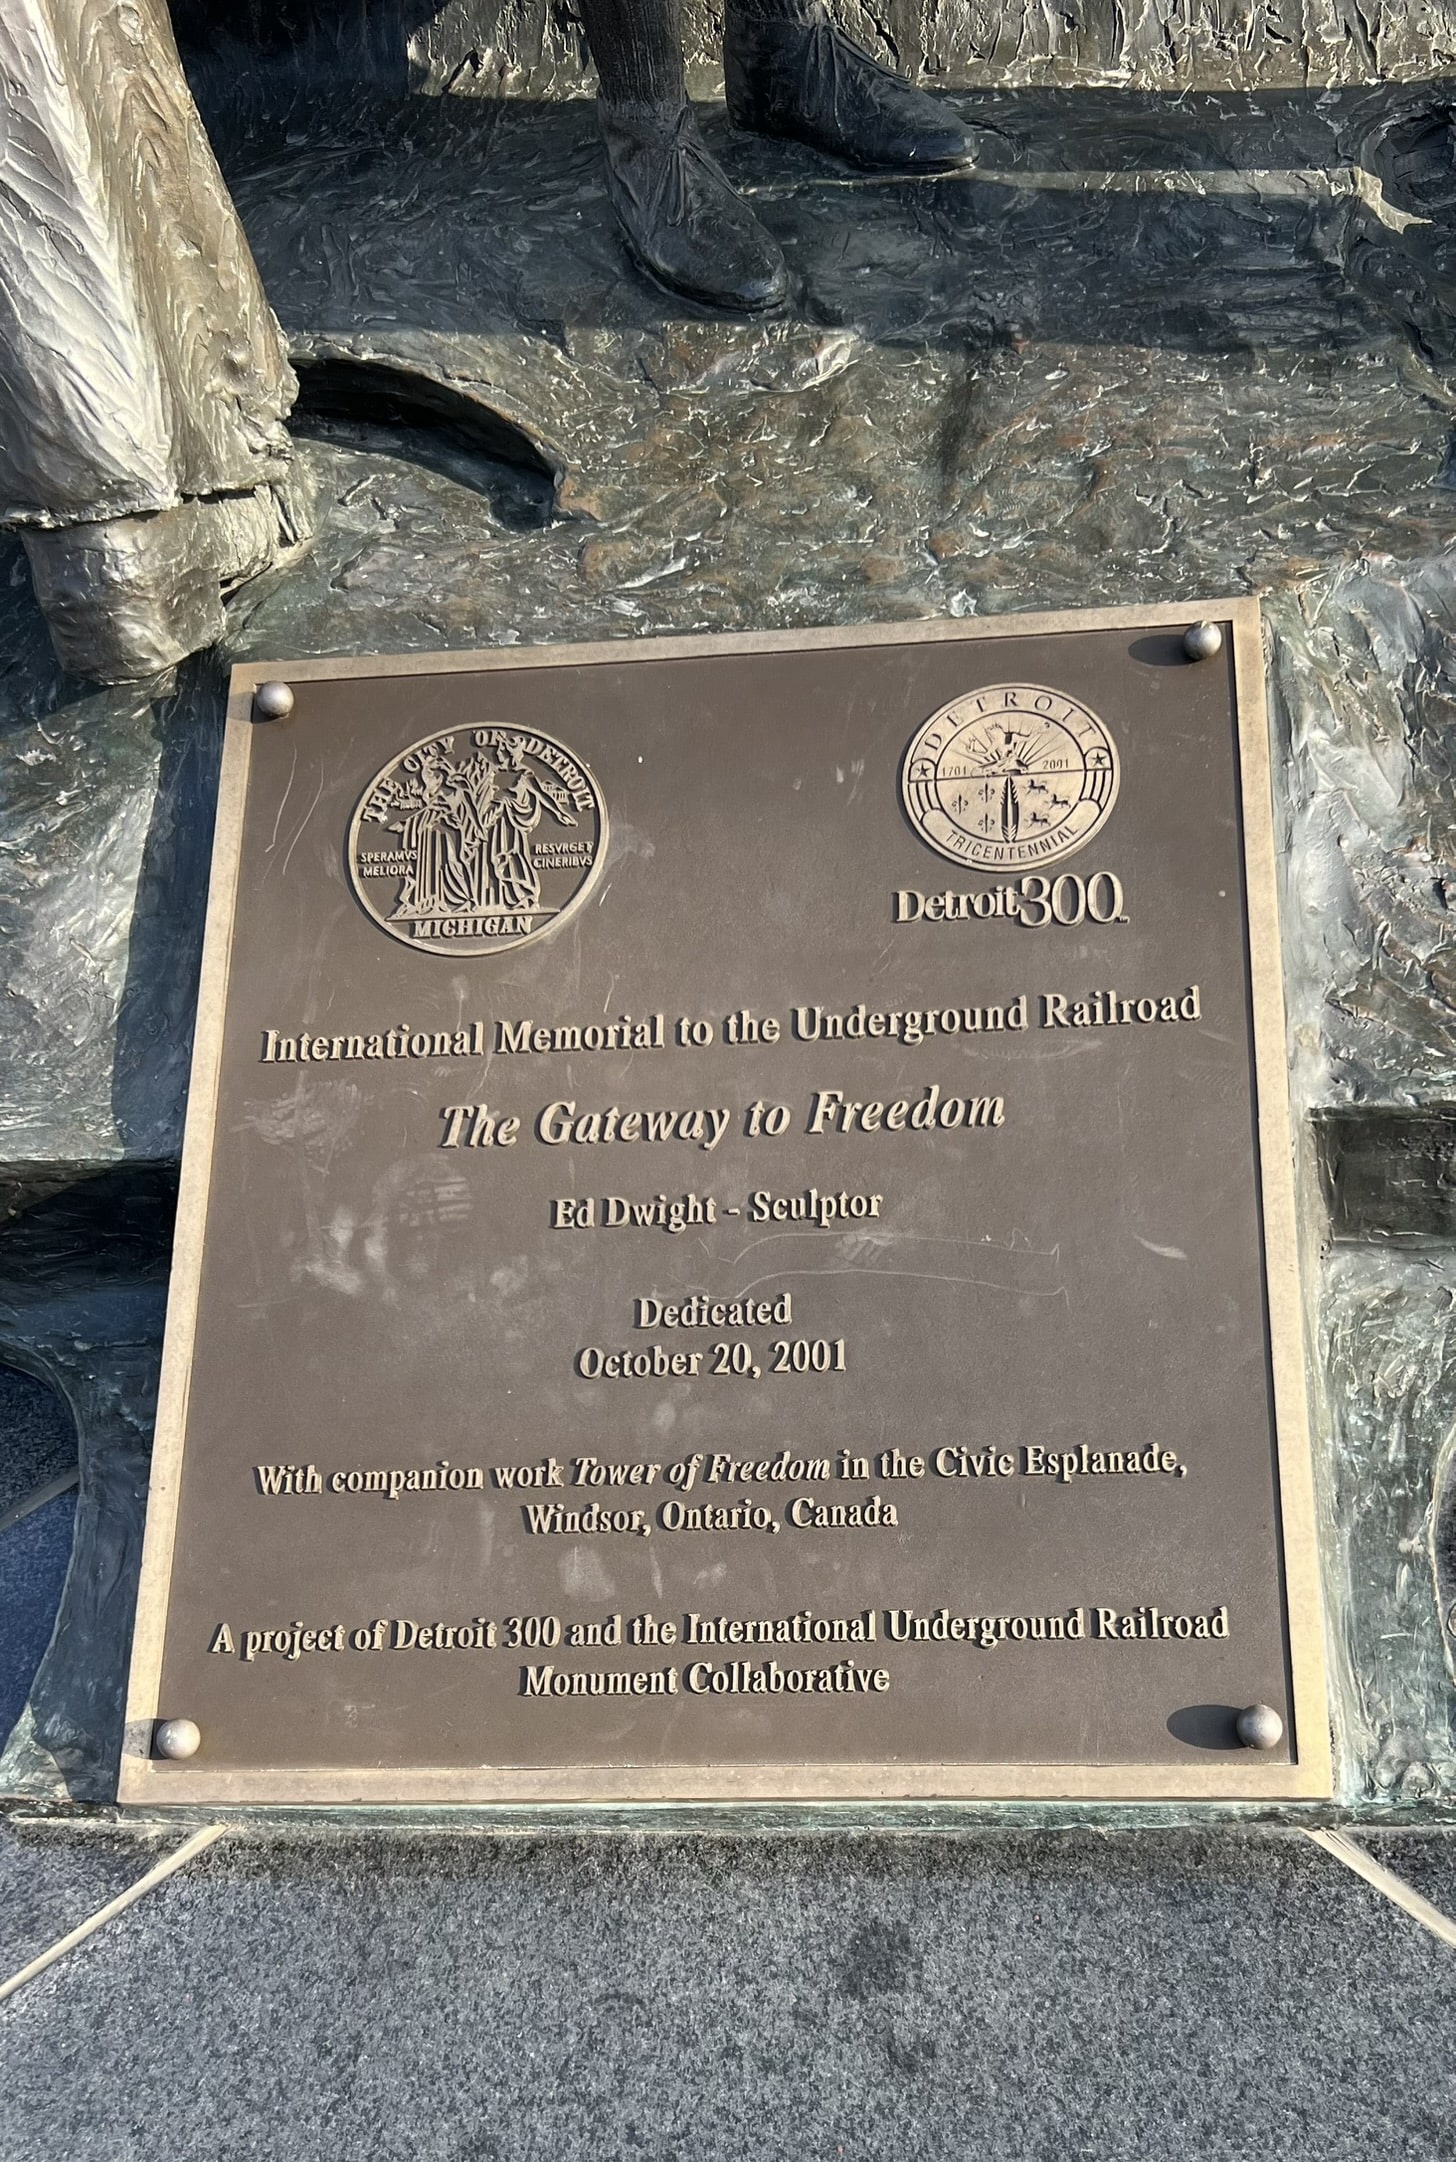 THE CITY OF DETROIT
SPERAMVS
MELIORA
RESVRGET
CINERIBVS
MICHIGAN
DETROIT
1701 2001
TRICENTENNIAL
Detroit300
International Memorial to the Underground Railroad
The Gateway to Freedom
Ed Dwight - Sculptor
Dedicated
October 20, 2001
With companion work Tower of Freedom in the Civic Esplanade,
Windsor, Ontario, Canada
A project of Detroit 300 and the International Underground Railroad
Monument Collaborative